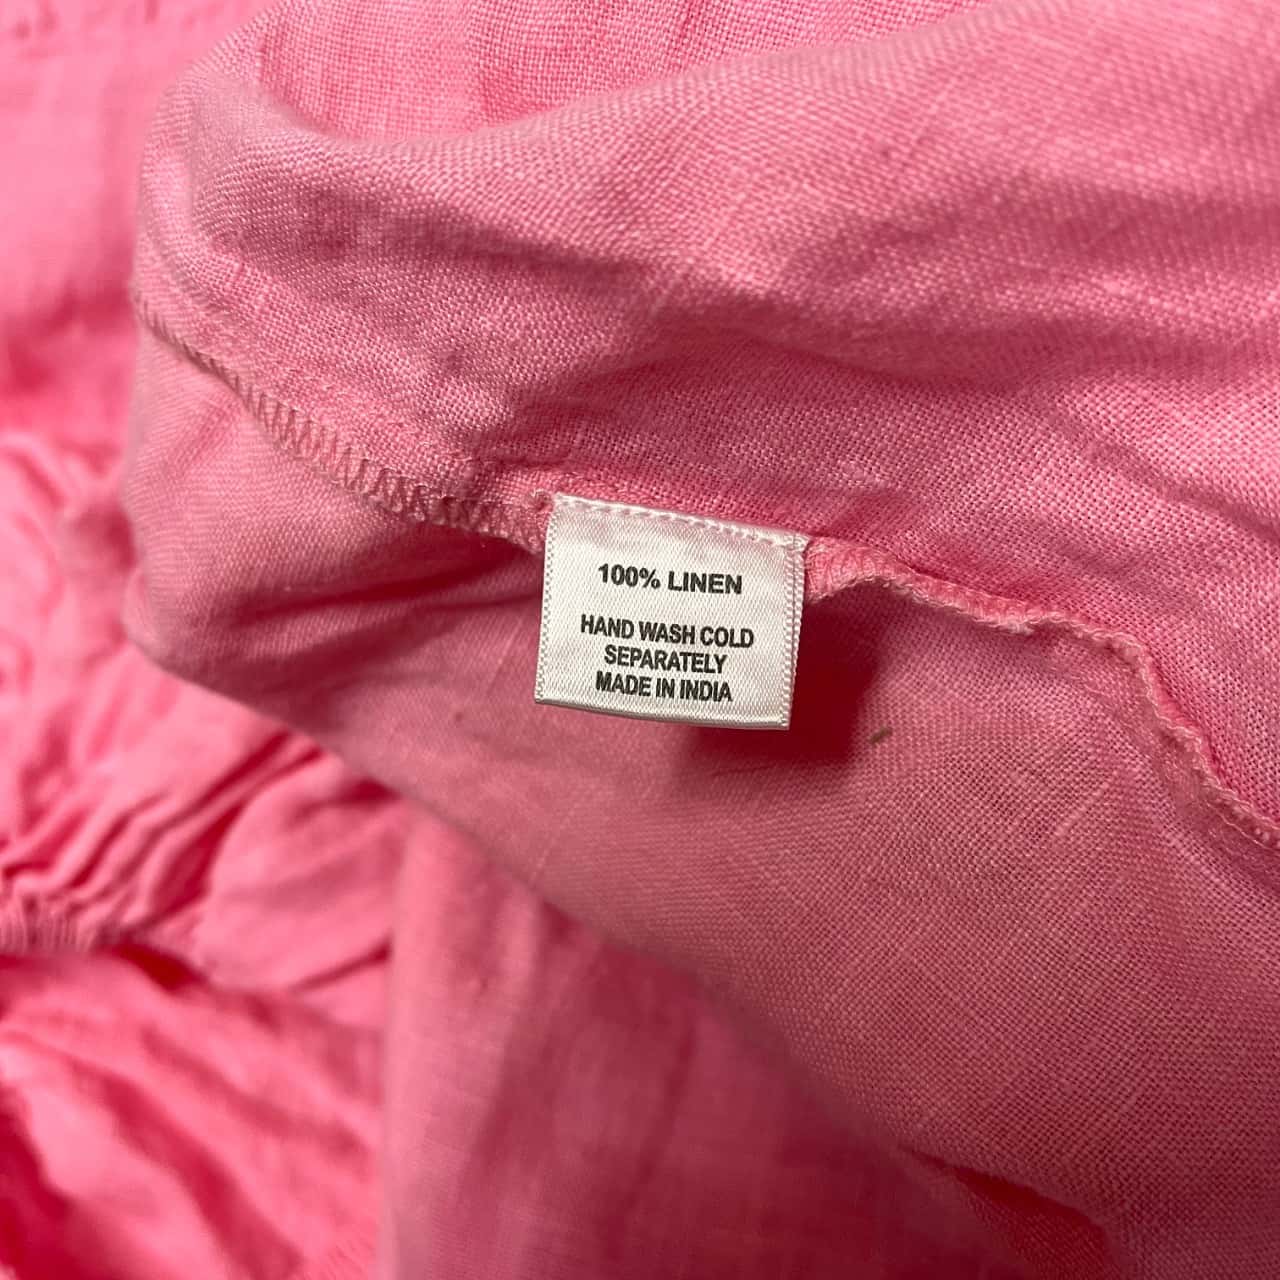 100% LINEN
HAND WASH COLD
SEPARATELY
MADE IN INDIA